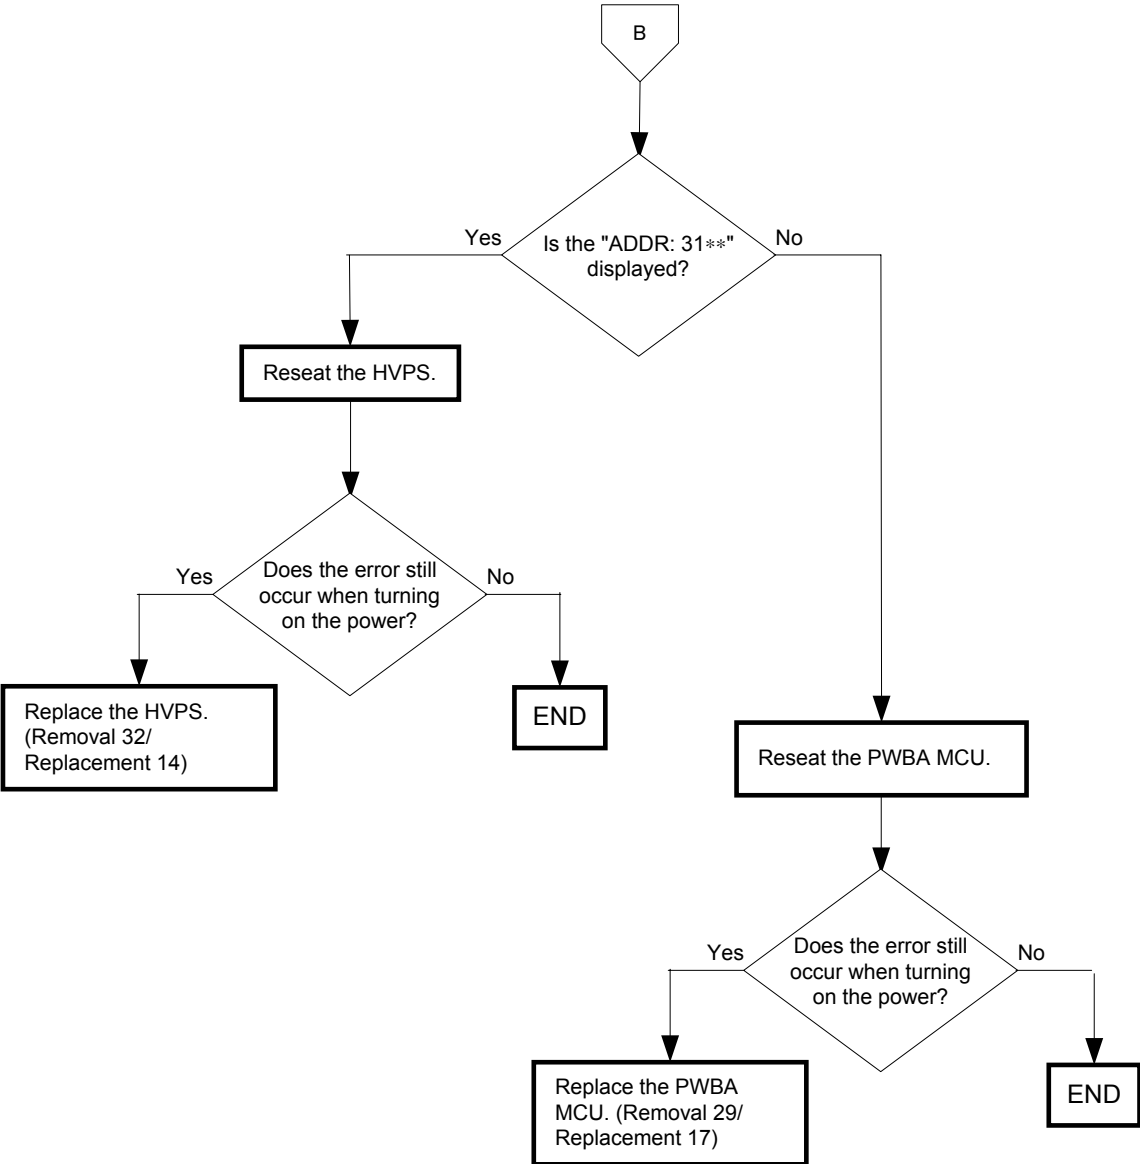 B
Is the "ADDR: 31**"
displayed?
Yes
No
Reseat the HVPS.
Does the error still
occur when turning
on the power?
Yes
No
Replace the HVPS.
(Removal 32/
Replacement 14)
END
Reseat the PWBA MCU.
Does the error still
occur when turning
on the power?
Yes
No
Replace the PWBA
MCU. (Removal 29/
Replacement 17)
END